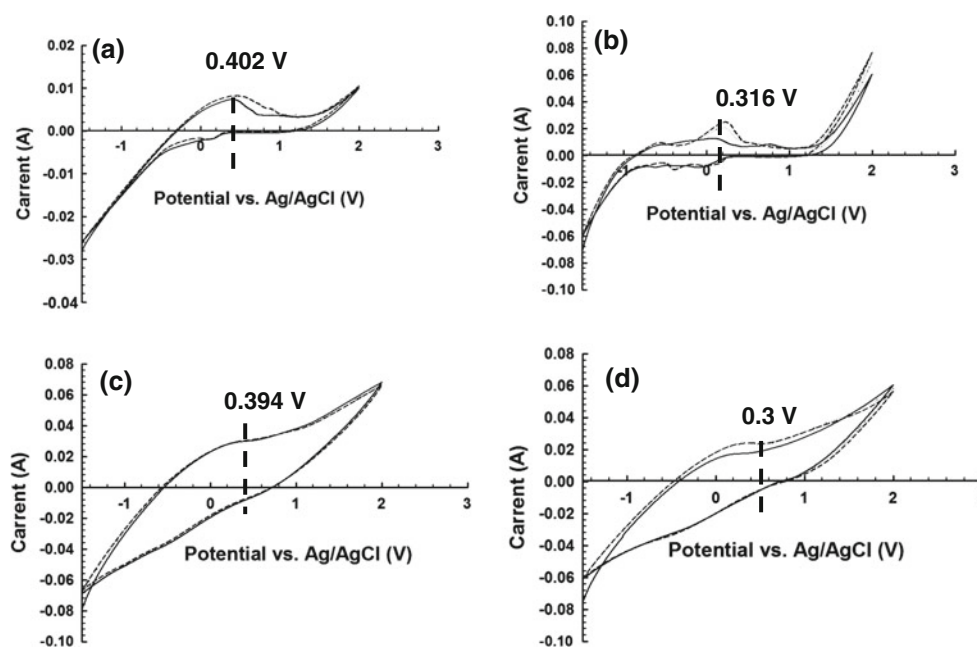 (a)
0.402 V
0.02
0.01
0.00
-0.01
-0.02
-0.03
-0.04
-1 0 1 2 3
Carrent (A)
Potential vs. Ag/AgCl (V)
(b)
0.316 V
0.10
0.08
0.06
0.04
0.02
0.00
-0.02
-0.04
-0.06
-0.08
-0.10
-1 0 1 2 3
Carrent (A)
Potential vs. Ag/AgCl (V)
(c)
0.394 V
0.08
0.06
0.04
0.02
0.00
-0.02
-0.04
-0.06
-0.08
-0.10
-1 0 1 2 3
Carrent (A)
Potential vs. Ag/AgCl (V)
(d)
0.3 V
0.08
0.06
0.04
0.02
0.00
-0.02
-0.04
-0.06
-0.08
-0.10
-1 0 1 2
Carrent (A)
Potential vs. Ag/AgCl (V)